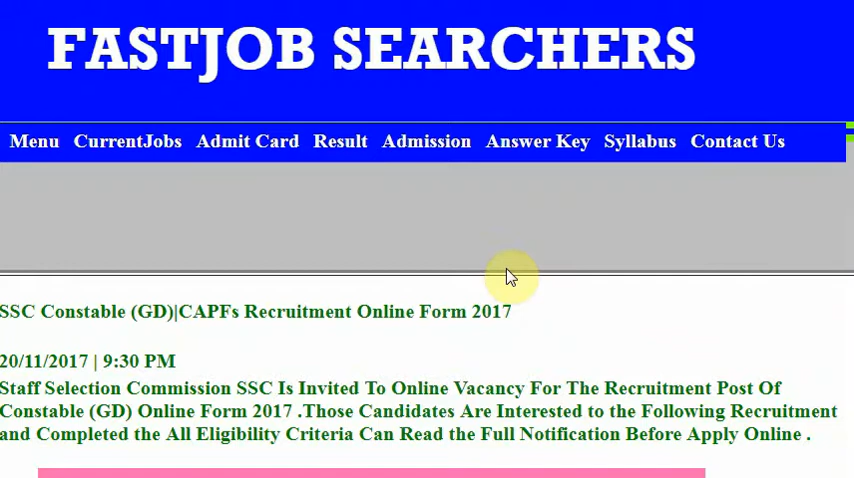 FASTJOB SEARCHERS
Menu CurrentJobs Admit Card Result Admission Answer Key Syllabus Contact Us
SSC Constable (GD)|CAPFs Recruitment Online Form 2017
20/11/2017 | 9:30 PM
Staff Selection Commission SSC Is Invited To Online Vacancy For The Recruitment Post Of
Constable (GD) Online Form 2017 .Those Candidates Are Interested to the Following Recruitment
and Completed the All Eligibility Criteria Can Read the Full Notification Before Apply Online .